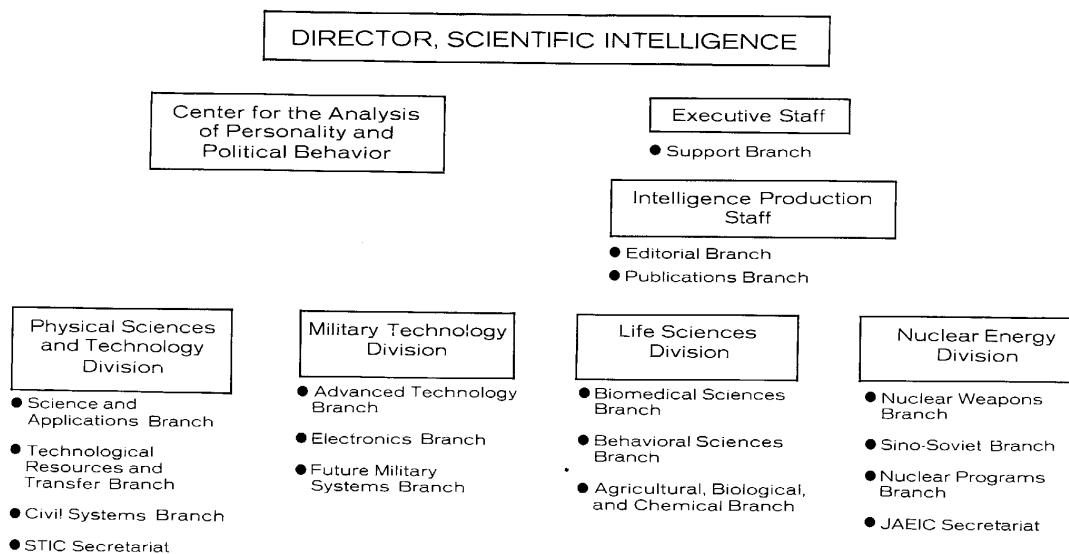 DIRECTOR, SCIENTIFIC INTELLIGENCE
Center for the Analysis
of Personality and
Political Behavior
Executive Staff
● Support Branch
Intelligence Production
Staff
● Editorial Branch
● Publications Branch
Physical Sciences
and Technology
Division
● Science and
Applications Branch
● Technological
Resources and
Transfer Branch
● Civil Systems Branch
● STIC Secretariat
Military Technology
Division
● Advanced Technology
Branch
● Electronics Branch
● Future Military
Systems Branch
Life Sciences
Division
● Biomedical Sciences
Branch
● Behavioral Sciences
Branch
● Agricultural, Biological,
and Chemical Branch
Nuclear Energy
Division
● Nuclear Weapons
Branch
● Sino-Soviet Branch
● Nuclear Programs
Branch
● JAEIC Secretariat